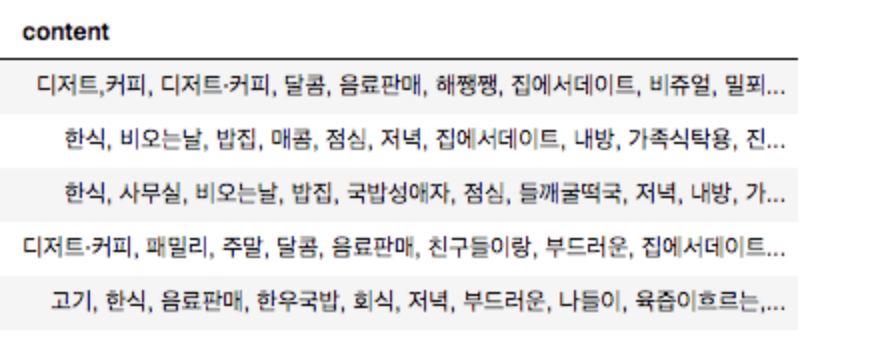 content
디저트,커피, 디저트·커피, 달콤, 음료판매, 해쨍쨍, 집에서데이트, 비쥬얼, 밀푀...
한식, 비오는날, 밥집, 매콤, 점심, 저녁, 집에서데이트, 내방, 가족식탁용, 진...
한식, 사무실, 비오는날, 밥집, 국밥성애자, 점심, 들깨굴떡국, 저녁, 내방, 가...
디저트·커피, 패밀리, 주말, 달콤, 음료판매, 친구들이랑, 부드러운, 집에서데이트...
고기, 한식, 음료판매, 한우국밥, 회식, 저녁, 부드러운, 나들이, 육즙이흐르는,...